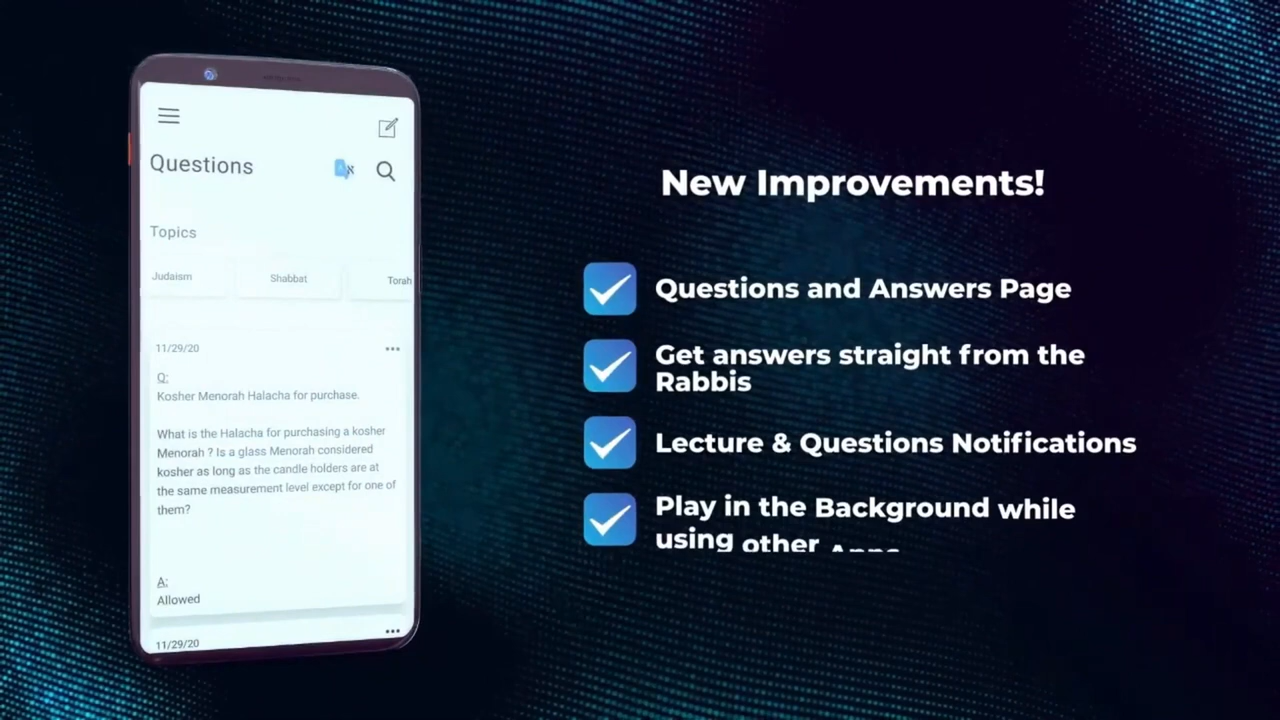 Questions
Topics
Judaism
Shabbat
Torah
11/29/20
Q:
Kosher Menorah Halacha for purchase.
What is the Halacha for purchasing a kosher
Menorah ? Is a glass Menorah considered
kosher as long as the candle holders are at
the same measurement level except for one of
them?
A:
Allowed
11/29/20
New Improvements!
Questions and Answers Page
Get answers straight from the
Rabbis
Lecture & Questions Notifications
Play in the Background while
using other